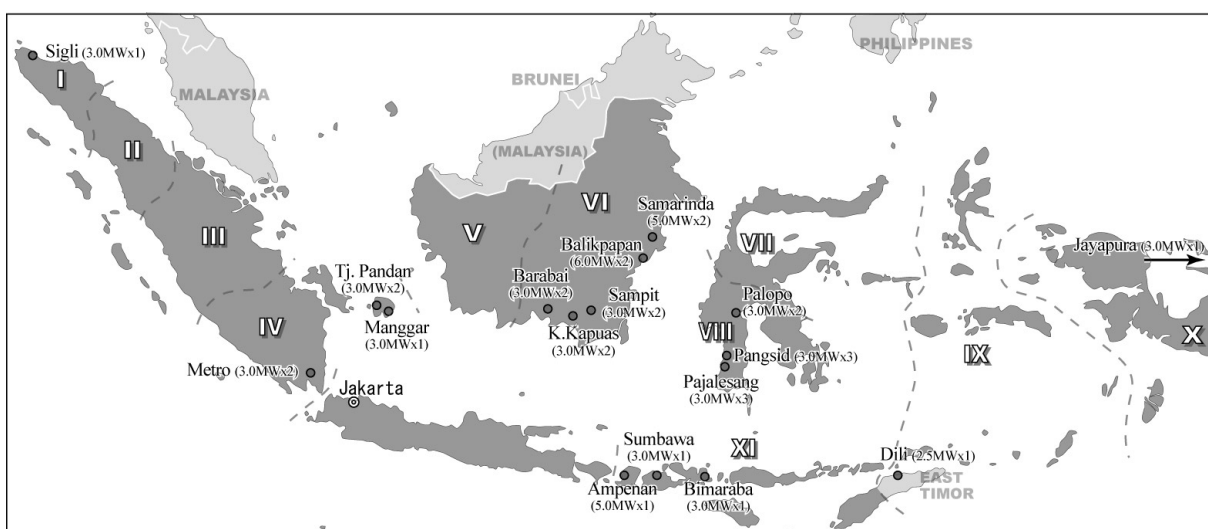 Sigli (3.0MWx1)
I
MALAYSIA
II
III
IV
Tj. Pandan
(3.0MWx2)
Manggar
(3.0MWx1)
Metro (3.0MWx2)
Jakarta
BRUNEI
(MALAYSIA)
PHILIPPINES
V
VI
Samarinda
(5.0MWx2)
Balikpapan
(6.0MWx2)
Barabai
(3.0MWx2)
Sampit
(3.0MWx2)
K.Kapuas
(3.0MWx2)
VII
VIII
Palopo
(3.0MWx2)
Pangsid (3.0MWx3)
Pajalesang
(3.0MWx3)
IX
Jayapura (3.0MWx1)
X
XI
Sumbawa
(3.0MWx1)
Ampenan
(5.0MWx1)
Bimaraba
(3.0MWx1)
Dili (2.5MWx1)
EAST
TIMOR